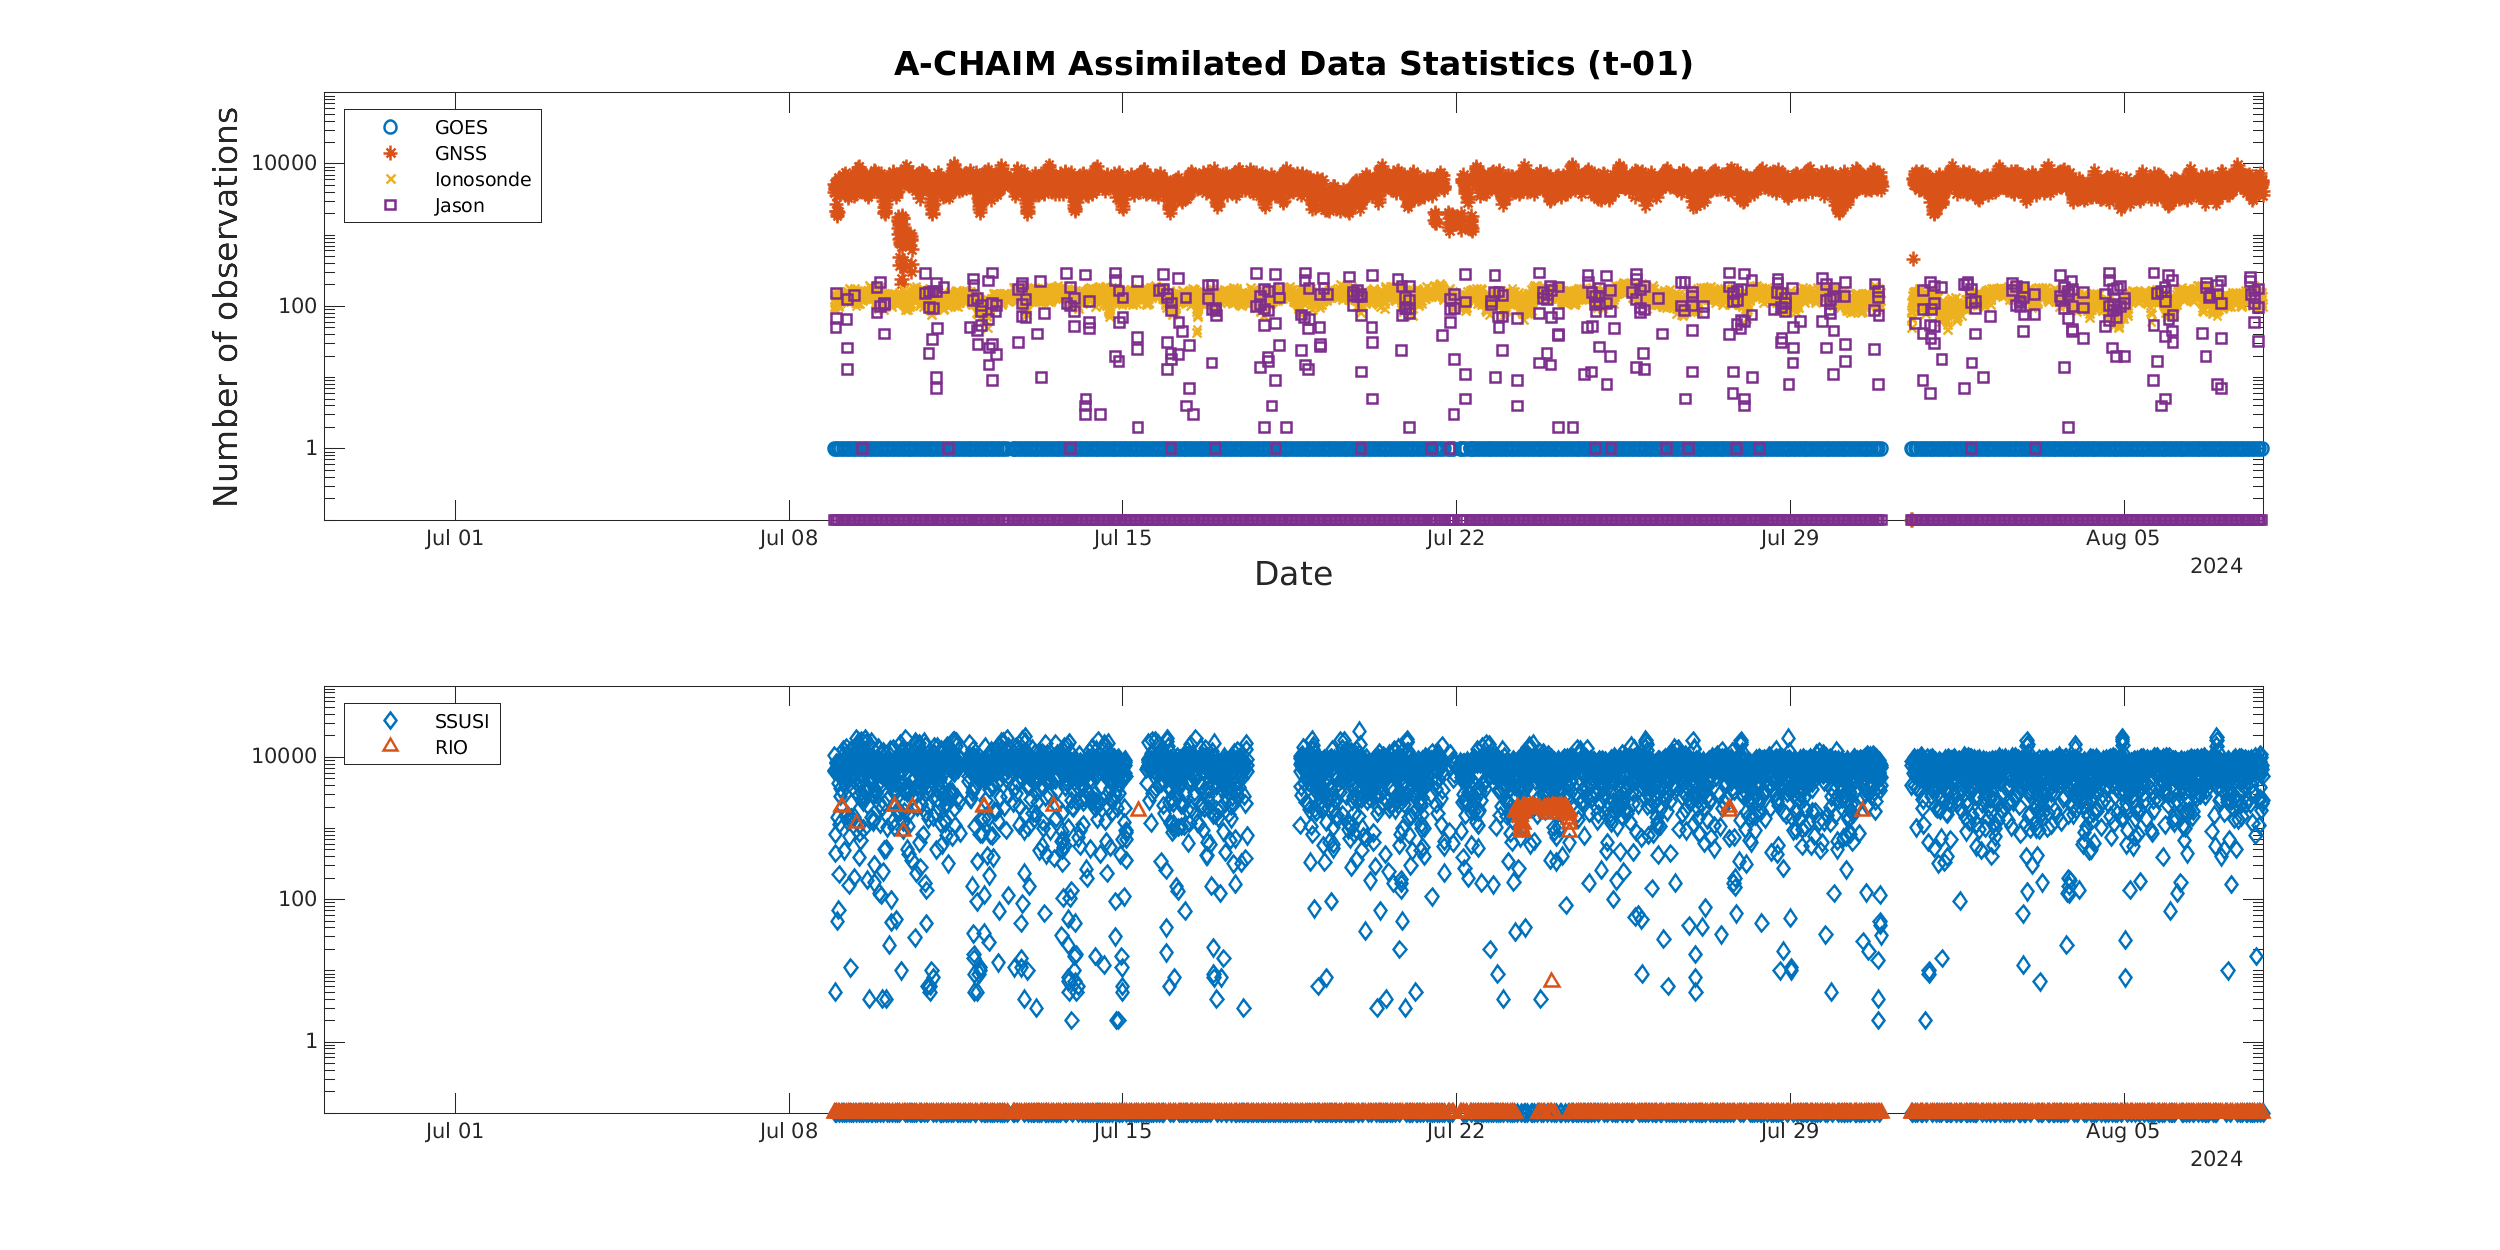 A-CHAIM Assimilated Data Statistics (t-01)
Number of observations
10000
100
1
GOES
GNSS
Ionosonde
Jason
Jul 01
Jul 08
Jul 15
Jul 22
Jul 29
Aug 05
2024
Date
10000
100
1
SSUSI
RIO
Jul 01
Jul 08
Jul 15
Jul 22
Jul 29
Aug 05
2024